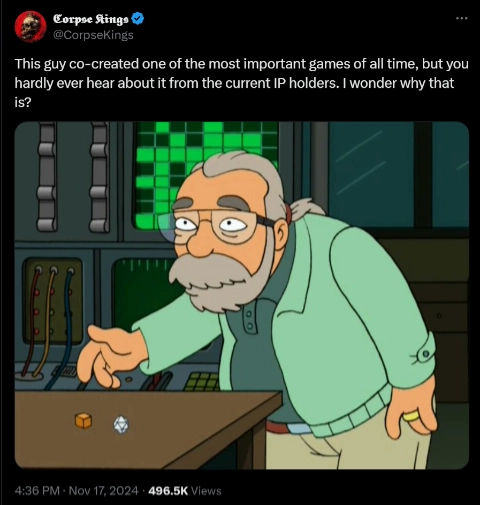 Corpse Kings
@CorpseKings
This guy co-created one of the most important games of all time, but you
hardly ever hear about it from the current IP holders. I wonder why that
is?
4:36 PM · Nov 17, 2024 · 496.5K Views